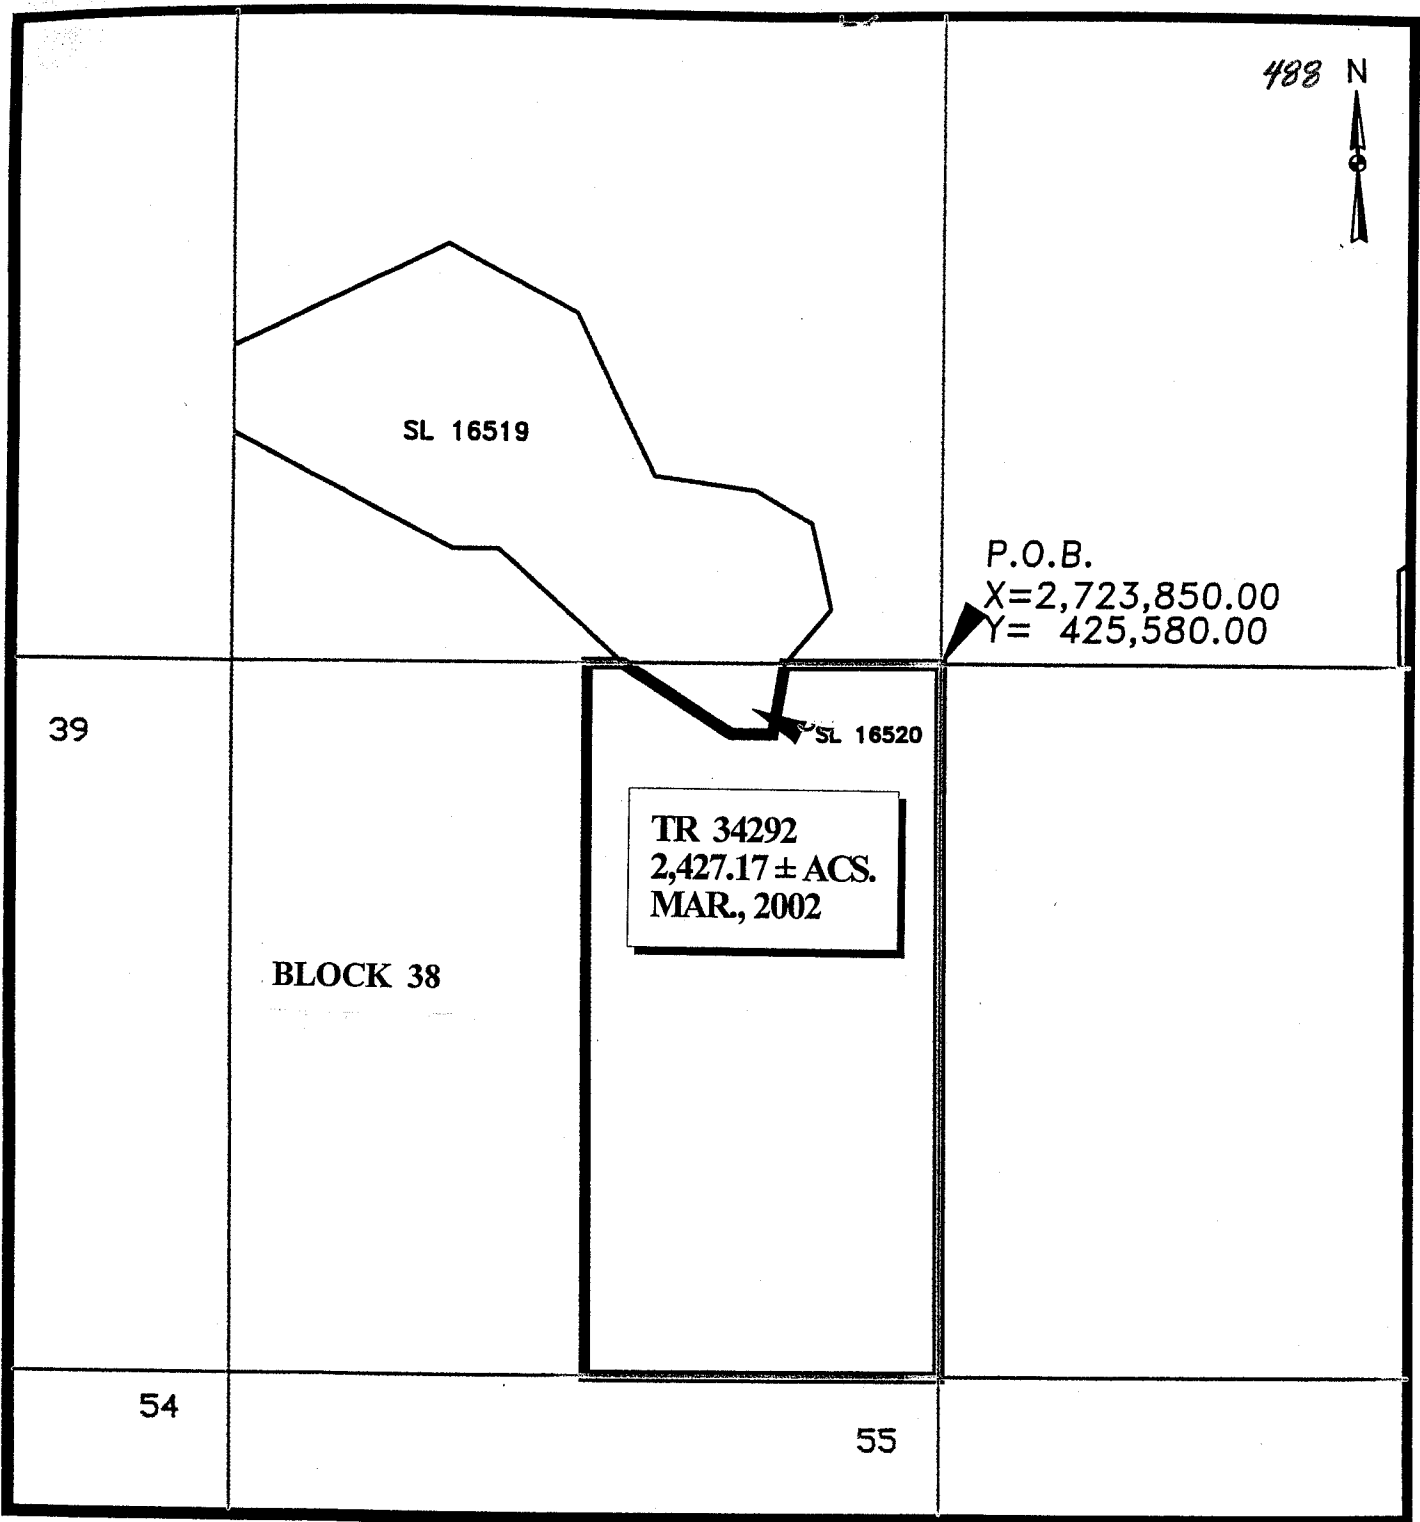 488 N
SL 16519
P.O.B.
X=2,723,850.00
Y= 425,580.00
39
SL 16520
TR 34292
2,427.17 ± ACS.
MAR., 2002
BLOCK 38
54
55